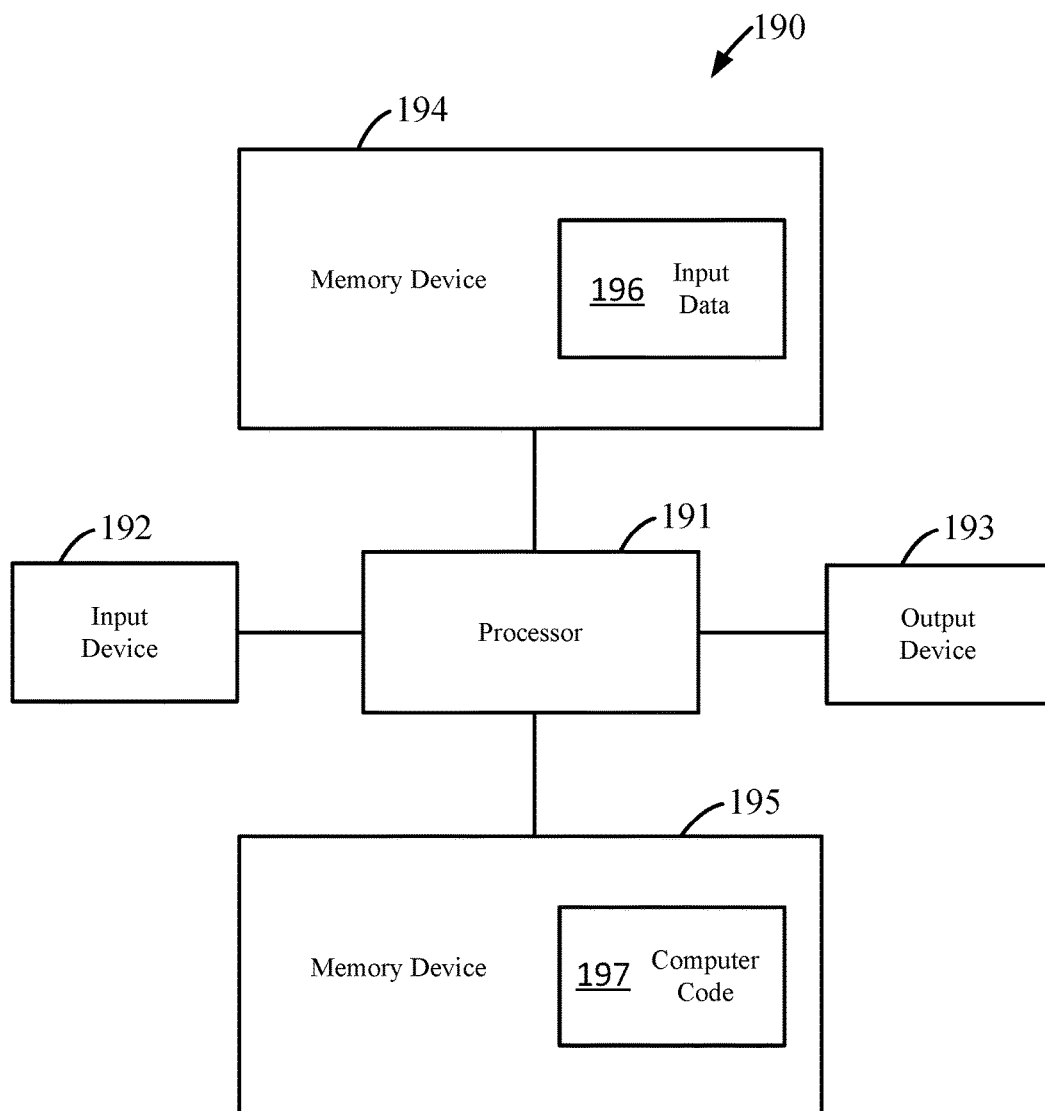 190
194
Memory Device
196
Input
Data
192
191
193
Input
Device
Processor
Output
Device
195
Memory Device
197
Computer
Code